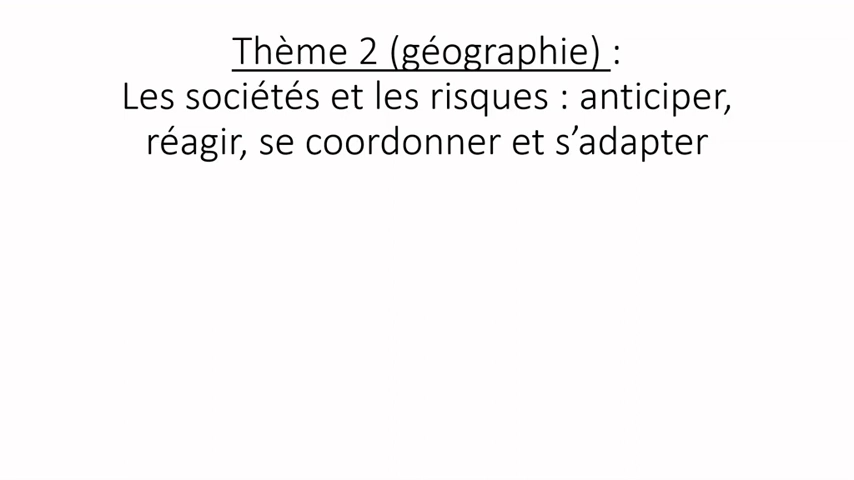 Thème 2 (géographie) :
Les sociétés et les risques : anticiper,
réagir, se coordonner et s’adapter